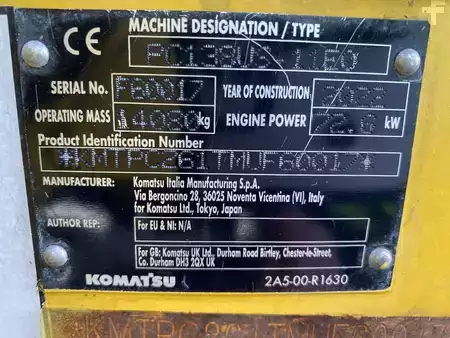 CE MACHINE DESIGNATION / TYPE
PC138US-11E0
SERIAL No. F60017 YEAR OF CONSTRUCTION
OPERATING MASS 14080 kg ENGINE POWER 72.6 kW
Product Identification Number
*KMTPC261TMUF60017*
MANUFACTURER: Komatsu Italia Manufacturing S.p.A.
Via Bergoncino 28, 36025 Noventa Vicentina (VI), Italy
for Komatsu Ltd., Tokyo, Japan
AUTHOR REP: For EU & NI: N/A
For GB: Komatsu UK Ltd. Durham Road Birtley, Chester-le-Street,
Co. Durham DH3 2QX UK
KOMATSU 2A5-00-R1630